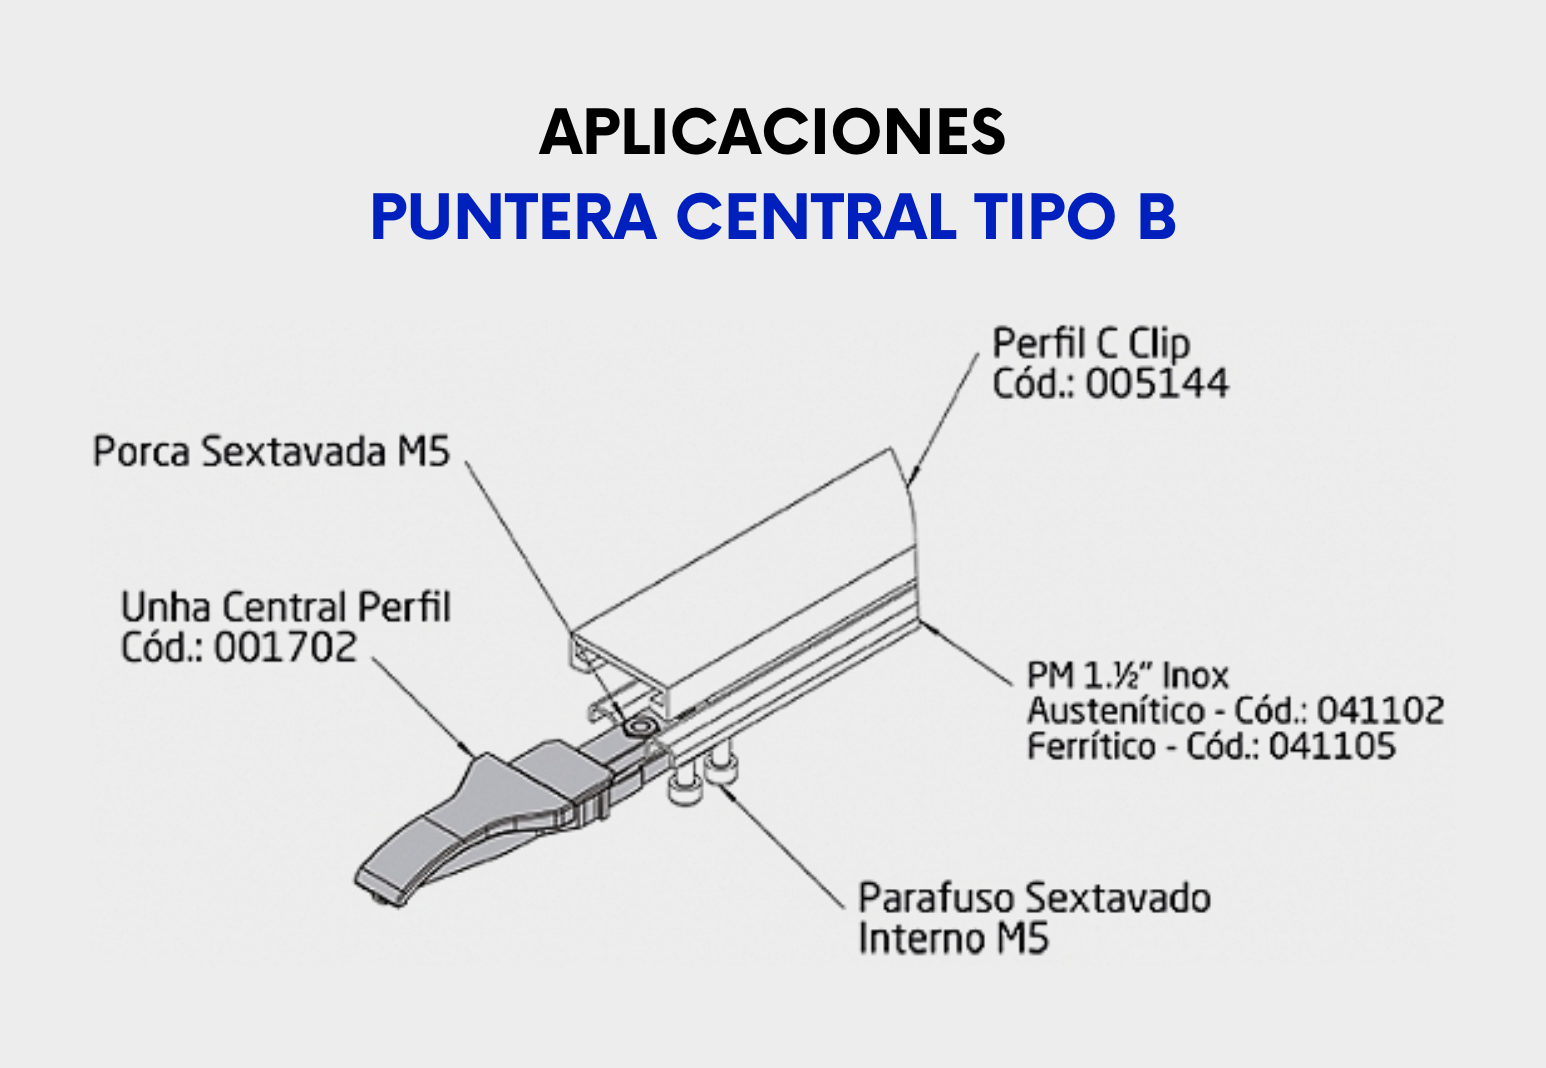 APLICACIONES
PUNTERA CENTRAL TIPO B
Perfil C Clip
Cód.: 005144
Porca Sextavada M5
Unha Central Perfil
Cód.: 001702
PM 1.½” Inox
Austenítico - Cód.: 041102
Ferrítico - Cód.: 041105
Parafuso Sextavado
Interno M5